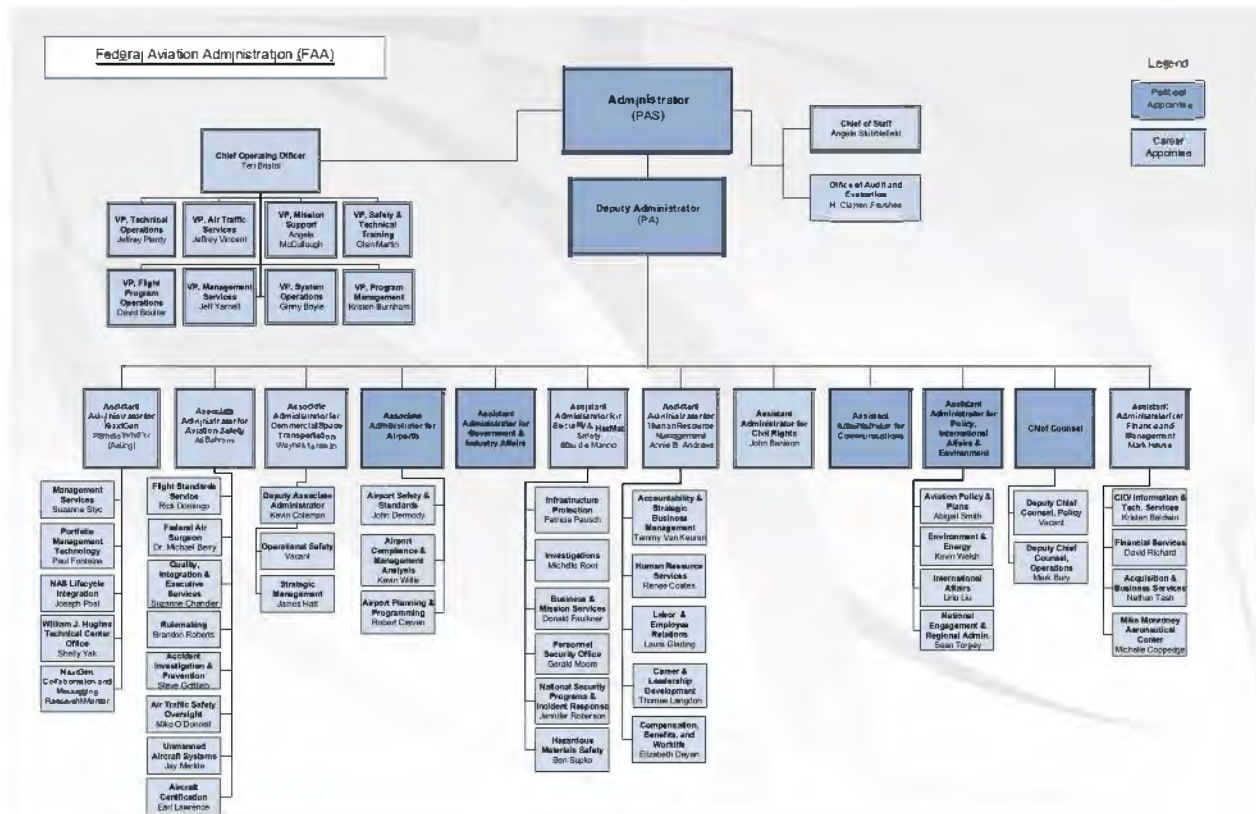 Federal Aviation Administration (FAA)
Legend
Political
Appointee
Career
Appointee
Administrator
(PAS)
Deputy Administrator
(PA)
Chief of Staff
Angela Stubblefield
Office of Audit and
Evaluation
H. Clayton Foushee
Chief Operating Officer
Teri Bristol
VP, Technical
Operations
Jeffrey Planty
VP, Air Traffic
Services
Jeffrey Vincent
VP, Mission
Support
Angela
McCullough
VP, Safety &
Technical
Training
Glen Martin
VP, Flight
Program
Operations
David Boulter
VP, Management
Services
Jeff Yarnell
VP, System
Operations
Ginny Boyle
VP, Program
Management
Kristen Burnham
Assistant
Administrator for
NextGen
Pamela Whitley
(Acting)
Management
Services
Suzanne Styc
Portfolio
Management
Technology
Paul Fontaine
NAS Lifecycle
Integration
Joseph Post
William J. Hughes
Technical Center
Office
Shelly Yak
NextGen
Collaboration and
Messaging
Associate
Administrator for
Aviation Safety
Ali Bahrami
Flight Standards
Service
Rick Domingo
Federal Air
Surgeon
Dr. Michael Berry
Quality,
Integration &
Executive
Services
Suzanne Chandler
Rulemaking
Brandon Roberts
Accident
Investigation &
Prevention
Steve Gottlieb
Air Traffic Safety
Oversight
Mike O'Donnell
Unmanned
Aircraft Systems
Jay Merkle
Aircraft
Certification
Earl Lawrence
Associate
Administrator for
Commercial Space
Transportation
Wayne Monteith
Deputy Associate
Administrator
Kevin Coleman
Operational Safety
Vacant
Strategic
Management
James Hatt
Associate
Administrator for
Airports
Airport Safety &
Standards
John Dermody
Airport
Compliance &
Management
Analysis
Kevin Willis
Airport Planning &
Programming
Robert Craven
Assistant
Administrator for
Government &
Industry Affairs
Associate
Administrator for
Security & HazMat
Safety
Claudio Manno
Infrastructure
Protection
Patricia Pausch
Investigations
Michelle Root
Business &
Mission Services
Donald Faulkner
Personnel
Security Office
Gerald Moore
National Security
Programs &
Incident Response
Jennifer Roberson
Hazardous
Materials Safety
Ben Supko
Assistant
Administrator for
Human Resource
Management
Annie B. Andrews
Accountability &
Strategic
Business
Management
Tammy Van Keuren
Human Resource
Services
Renee Coates
Labor &
Employee
Relations
Laura Glading
Career &
Leadership
Development
Thomas Langdon
Compensation,
Benefits, and
Worklife
Elizabeth Dayan
Assistant
Administrator for
Civil Rights
John Benison
Assistant
Administrator for
Communications
Assistant
Administrator for
Policy,
International
Affairs &
Environment
Aviation Policy &
Plans
Abigail Smith
Environment &
Energy
Kevin Welsh
International
Affairs
Lirio Liu
National
Engagement &
Regional Admin.
Sean Torpey
Chief Counsel
Deputy Chief
Counsel, Policy
Vacant
Deputy Chief
Counsel,
Operations
Mark Bury
Assistant
Administrator for
Finance and
Management
Mark House
CIO/ Information &
Tech. Services
Kristen Baldwin
Financial Services
David Richard
Acquisition &
Business Services
Nathan Tash
Mike Monroney
Aeronautical
Center
Michelle Coppedge